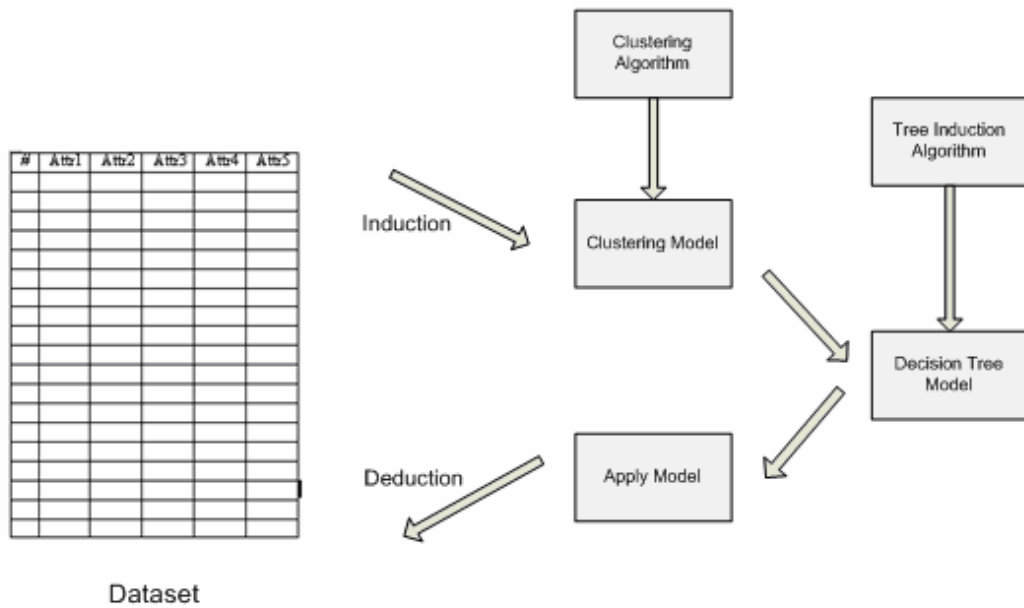 Clustering
Algorithm
Tree Induction
Algorithm
# Attr1 Attr2 Attr3 Attr4 Attr5
Induction
Clustering Model
Decision Tree
Model
Deduction
Apply Model
Dataset